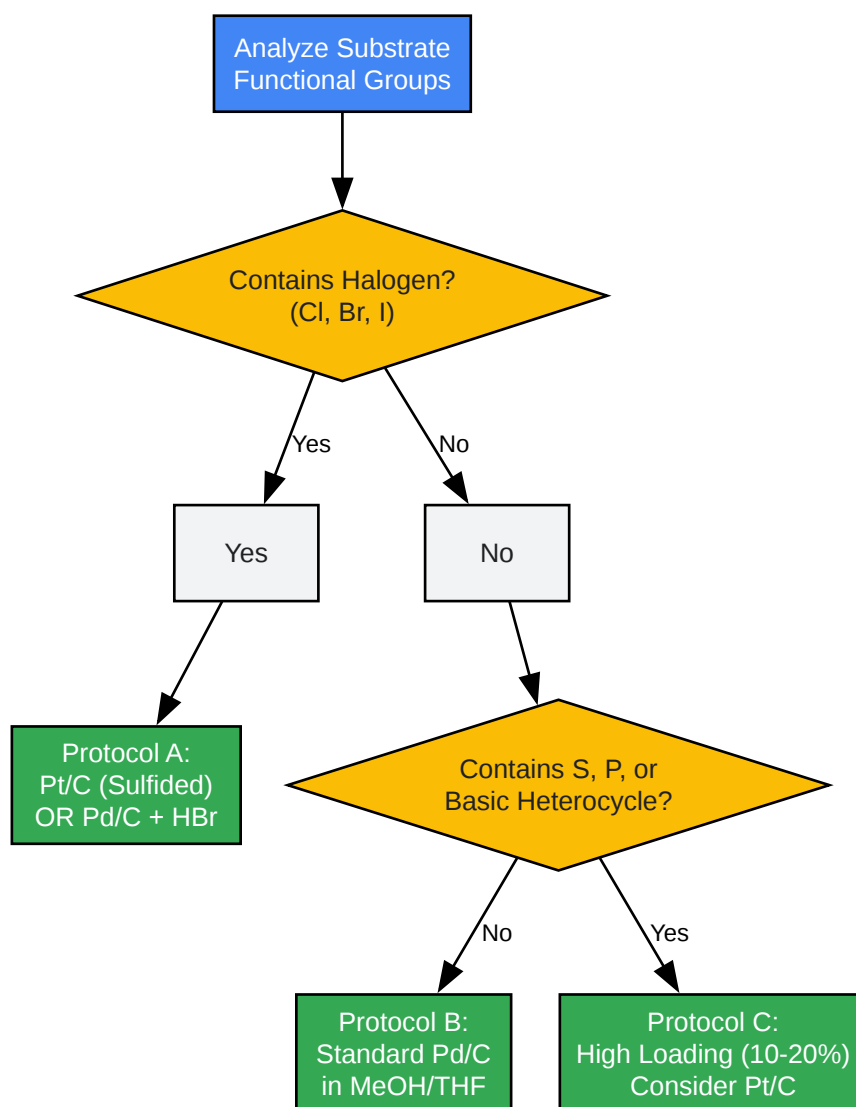 Analyze Substrate
Functional Groups
Contains Halogen?
(Cl, Br, I)
Yes
No
Yes
No
Protocol A:
Pt/C (Sulfided)
OR Pd/C + HBr
Contains S, P, or
Basic Heterocycle?
No
Yes
Protocol B:
Standard Pd/C
in MeOH/THF
Protocol C:
High Loading (10-20%)
Consider Pt/C